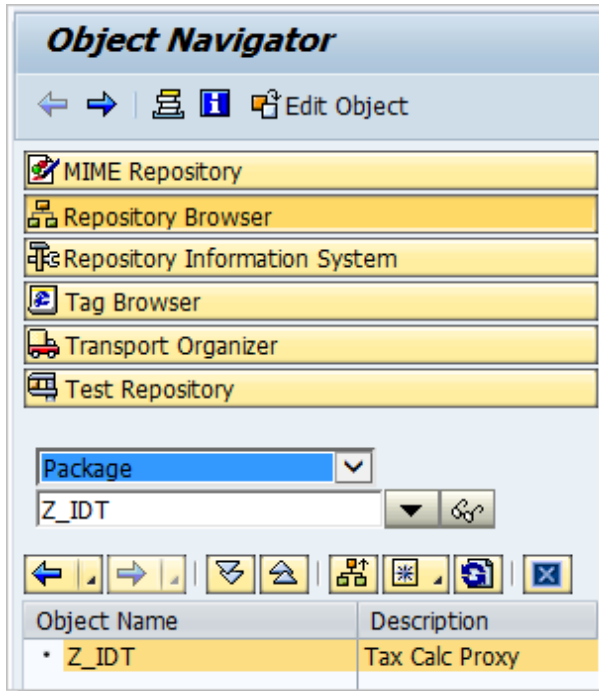 Object Navigator
Edit Object
MIME Repository
Repository Browser
Repository Information System
Tag Browser
Transport Organizer
Test Repository
Package
Z_IDT
Object Name Description
Z_IDT Tax Calc Proxy